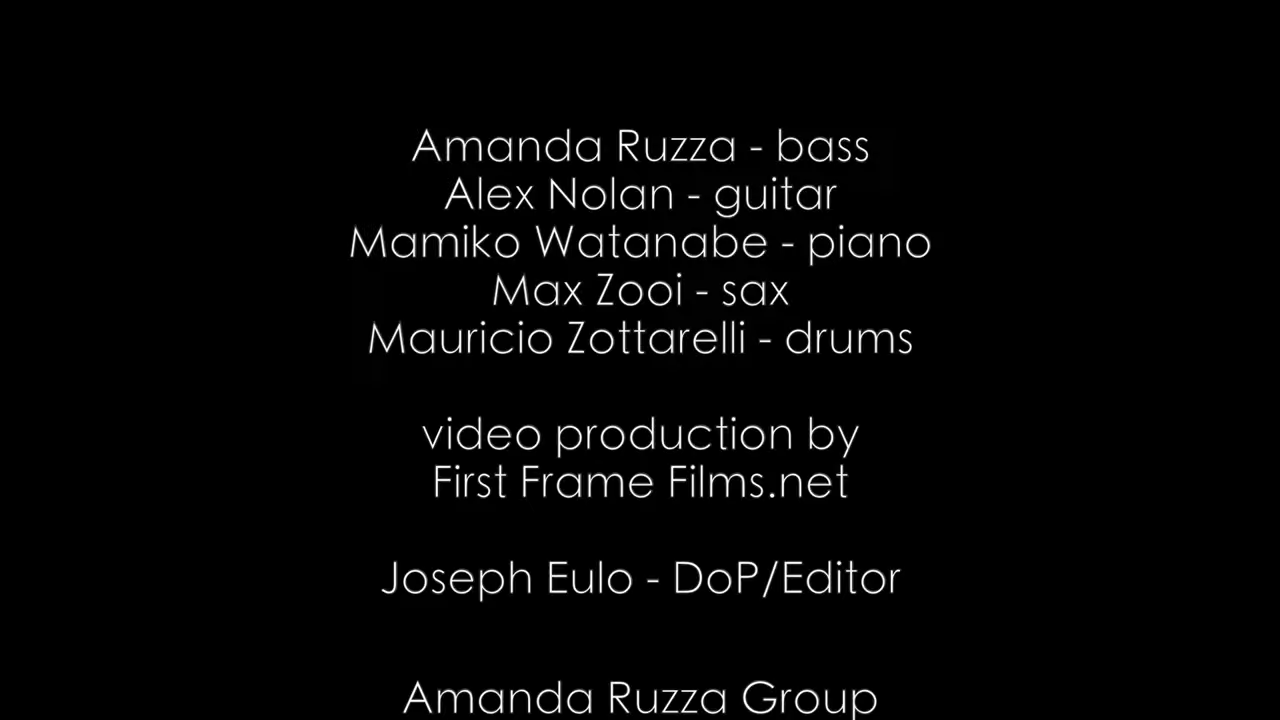 Amanda Ruzza - bass
Alex Nolan - guitar
Mamiko Watanabe - piano
Max Zooi - sax
Mauricio Zottarelli - drums
video production by
First Frame Films.net
Joseph Eulo - DoP/Editor
Amanda Ruzza Group